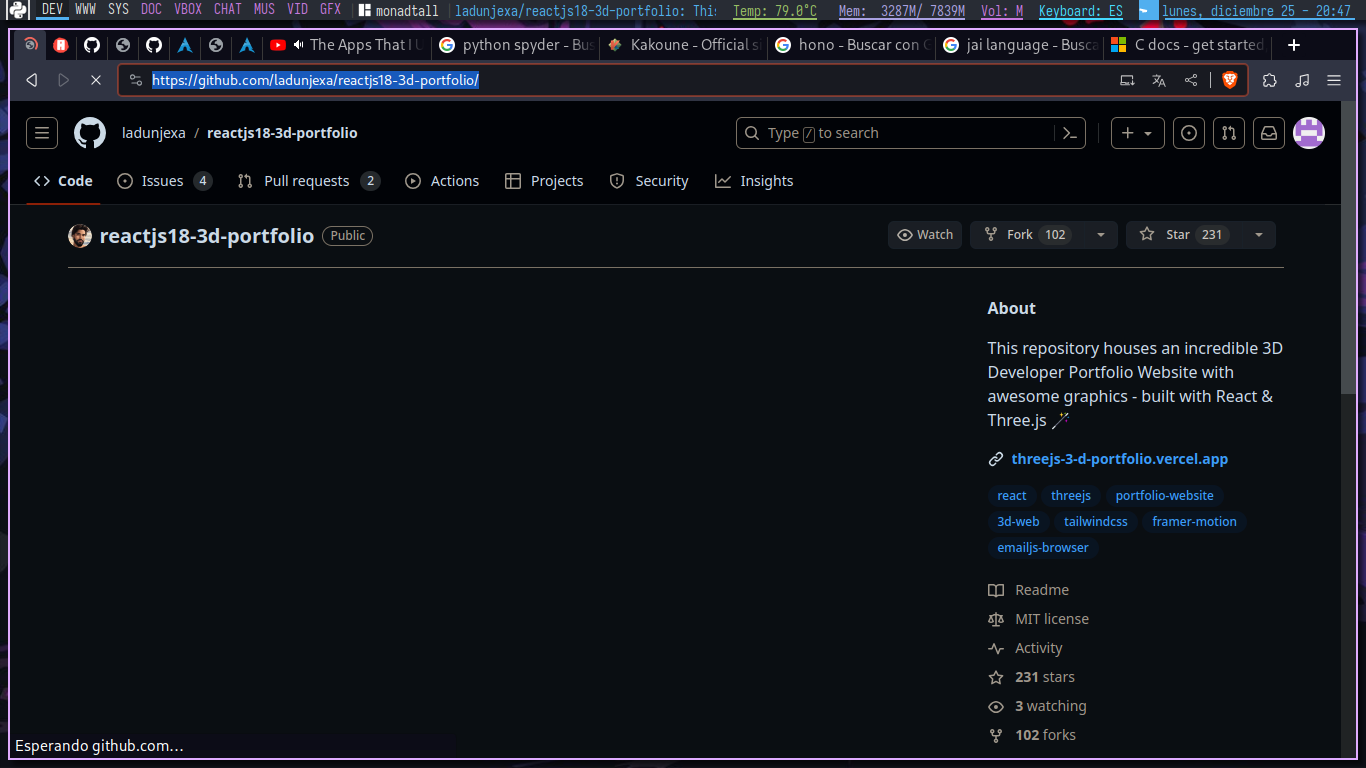 DEV WWW SYS DOC VBOX CHAT MUS VID GFX monadtall ladunjexa/reactjs18-3d-portfolio: This Temp: 79.0°C Mem: 3287M/ 7839M Vol: M Keyboard: ES lunes, diciembre 25 - 20:47
The Apps That I U python spyder - Bus Kakoune - Official si hono - Buscar con G jai language - Busca C docs - get started,
https://github.com/ladunjexa/reactjs18-3d-portfolio/
ladunjexa / reactjs18-3d-portfolio Type / to search
Code Issues 4 Pull requests 2 Actions Projects Security Insights
reactjs18-3d-portfolio Public Watch Fork 102 Star 231
About
This repository houses an incredible 3D
Developer Portfolio Website with
awesome graphics - built with React &
Three.js 🪄
threejs-3-d-portfolio.vercel.app
react threejs portfolio-website
3d-web tailwindcss framer-motion
emailjs-browser
Readme
MIT license
Activity
231 stars
3 watching
102 forks
Esperando github.com...